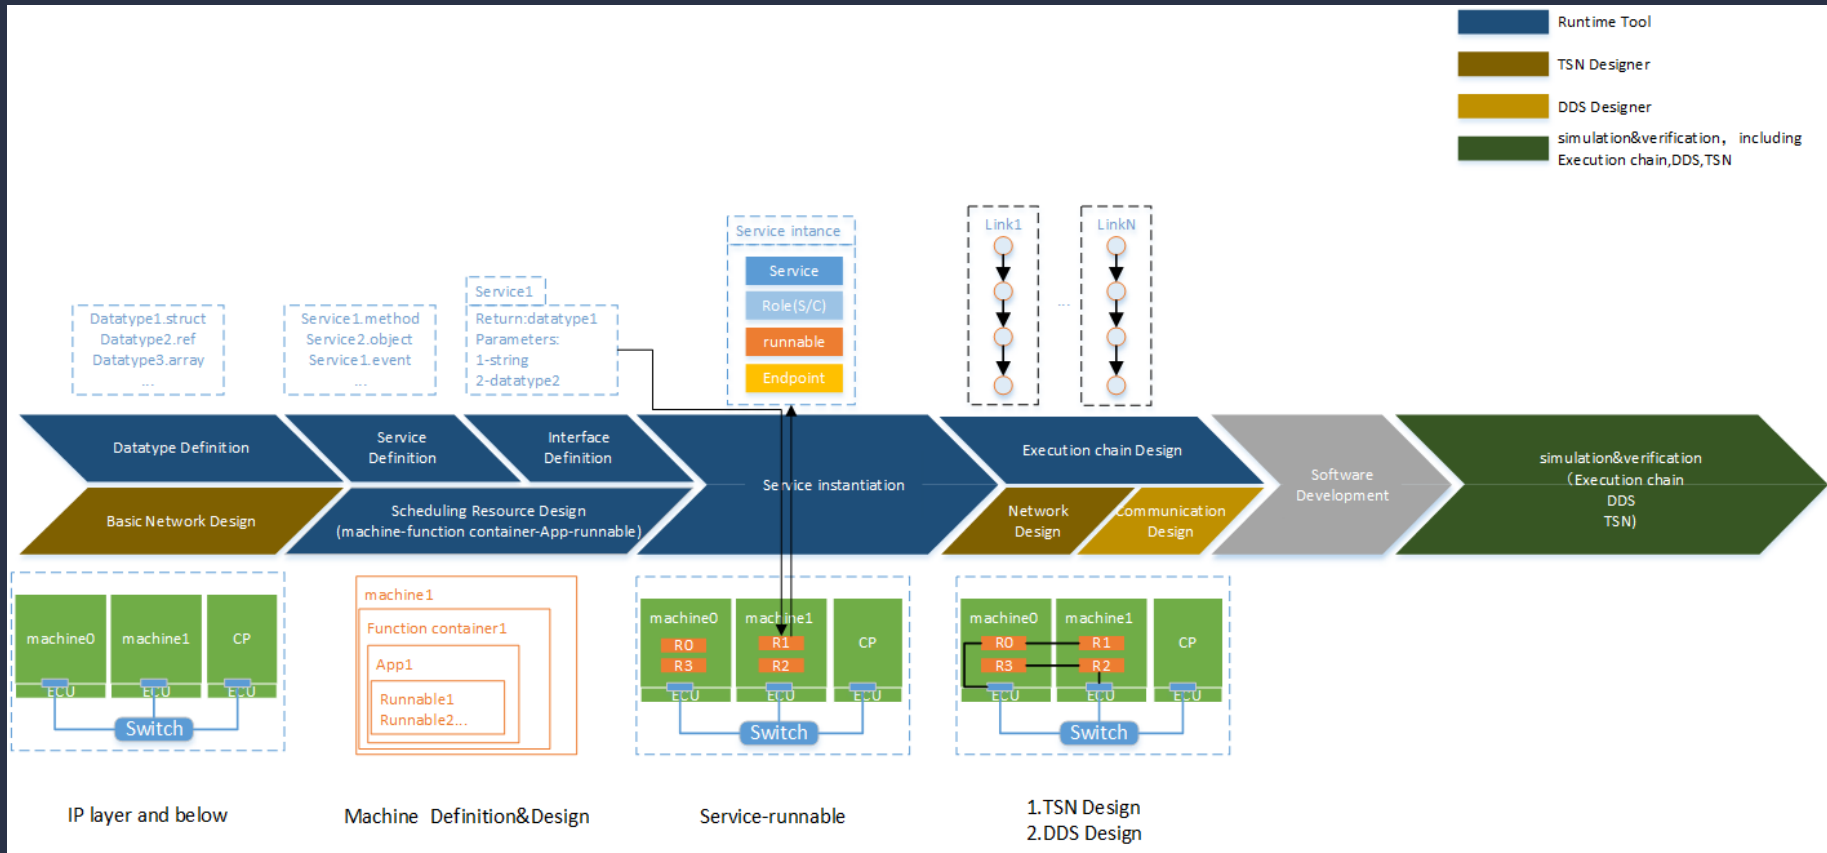 Runtime Tool
TSN Designer
DDS Designer
simulation&verification，including
Execution chain,DDS,TSN
Datatype1.struct
Datatype2.ref
Datatype3.array
...
Service1.method
Service2.object
Service1.event
...
Service1
Return:datatype1
Parameters:
1-string
2-datatype2
Service intance
Service
Role(S/C)
runnable
Endpoint
Link1
...
LinkN
Datatype Definition
Service
Definition
Interface
Definition
Basic Network Design
Scheduling Resource Design
(machine-function container-App-runnable)
Service instantiation
Execution chain Design
Network
Design
Communication
Design
Software
Development
simulation&verification
（Execution chain
DDS
TSN)
machine0
machine1
CP
ECU
ECU
ECU
Switch
machine1
Function container1
App1
Runnable1
Runnable2...
machine0
R0
R3
machine1
R1
R2
CP
ECU
ECU
ECU
Switch
machine0
R0
R3
machine1
R1
R2
CP
ECU
ECU
ECU
Switch
IP layer and below
Machine Definition&Design
Service-runnable
1.TSN Design
2.DDS Design